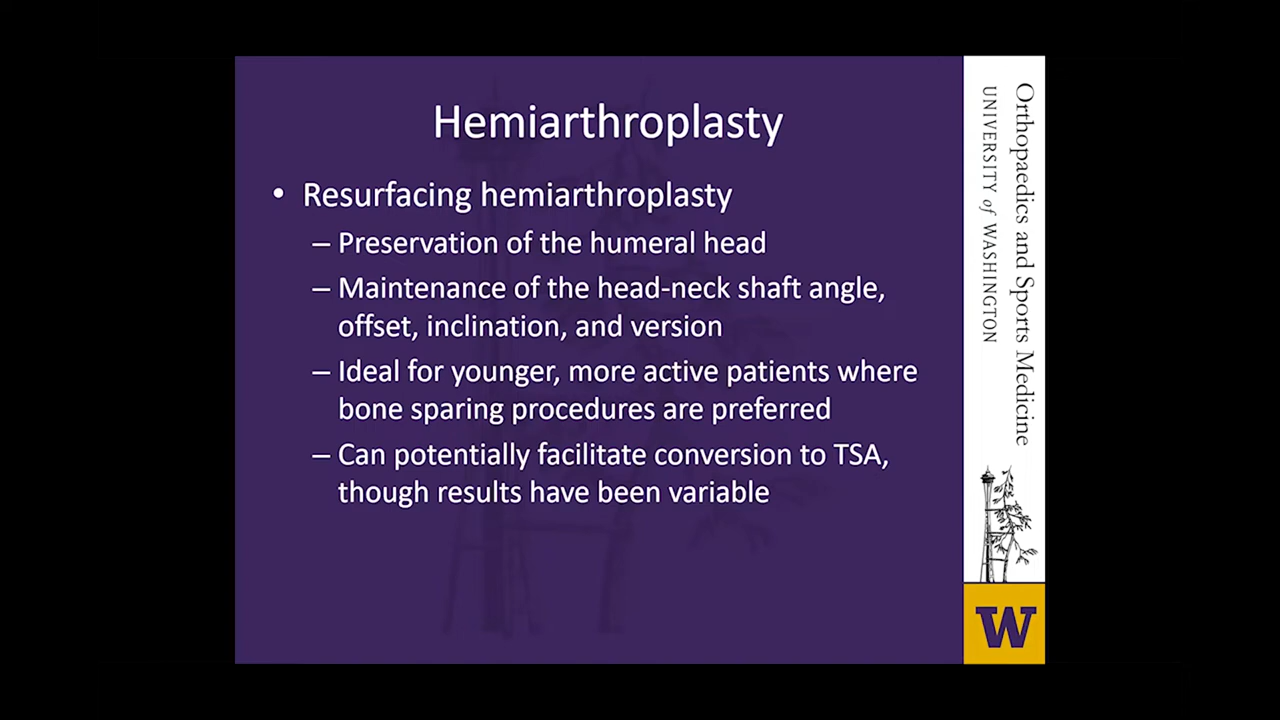 Hemiarthroplasty
• Resurfacing hemiarthroplasty
– Preservation of the humeral head
– Maintenance of the head-neck shaft angle,
offset, inclination, and version
– Ideal for younger, more active patients where
bone sparing procedures are preferred
– Can potentially facilitate conversion to TSA,
though results have been variable
Orthopaedics and Sports Medicine
UNIVERSITY of WASHINGTON
W